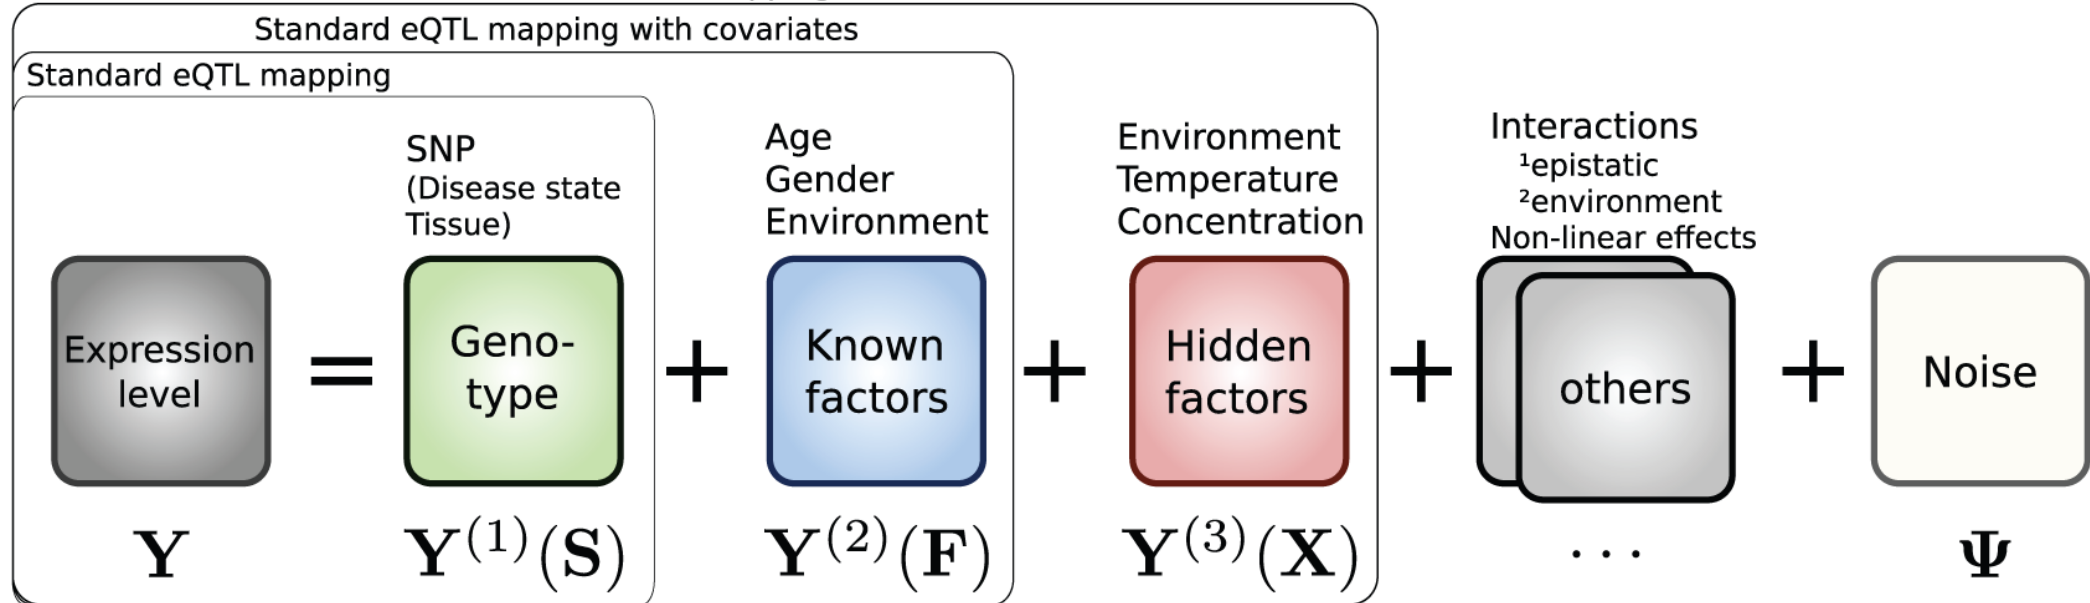 Standard eQTL mapping with covariates
Standard eQTL mapping
SNP
(Disease state
Tissue)
Age
Gender
Environment
Environment
Temperature
Concentration
Interactions
¹epistatic
²environment
Non-linear effects
Expression
level
=
Geno-
type
+
Known
factors
+
Hidden
factors
+
others
+
Noise
Y
Y⁽¹⁾(S)
Y⁽²⁾(F)
Y⁽³⁾(X)
...
Ψ